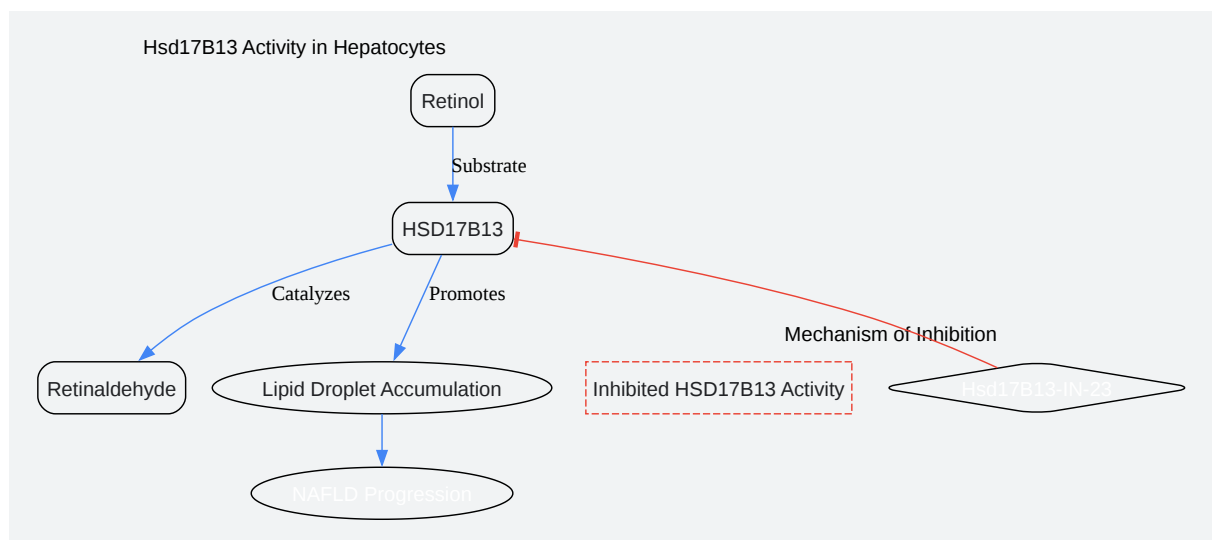 Hsd17B13 Activity in Hepatocytes
Retinol
Substrate
HSD17B13
Catalyzes
Promotes
Mechanism of Inhibition
Retinaldehyde
Lipid Droplet Accumulation
Inhibited HSD17B13 Activity
Hsd17B13-IN-23
NAFLD Progression